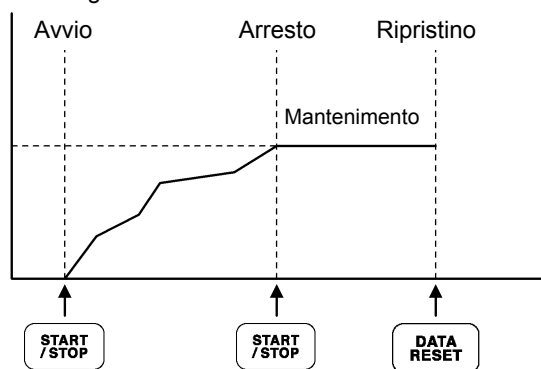 Avvio Arresto Ripristino
Mantenimento
START START DATA
/STOP /STOP RESET